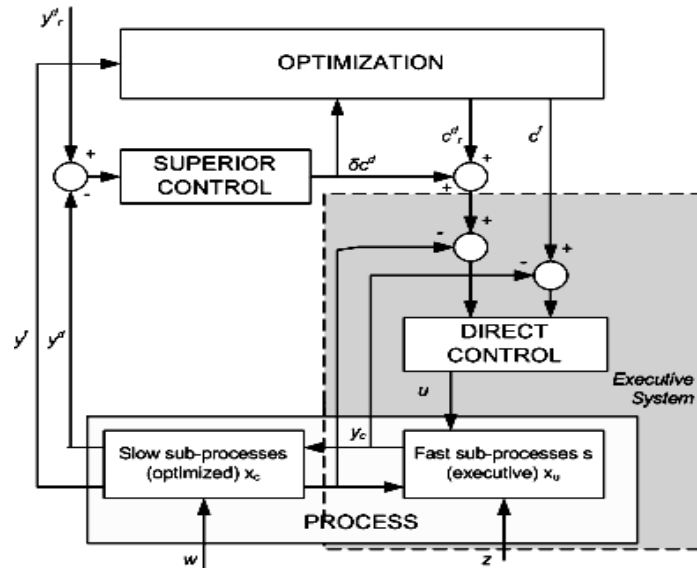 y^d_r
OPTIMIZATION
+
-
SUPERIOR
CONTROL
δc^d
c^d_r
c^f
+
+
+
-
+
-
DIRECT
CONTROL
Executive
System
y^f
y^d
u
y_c
Slow sub-processes
(optimized) x_c
Fast sub-processes s
(executive) x_u
PROCESS
w
z